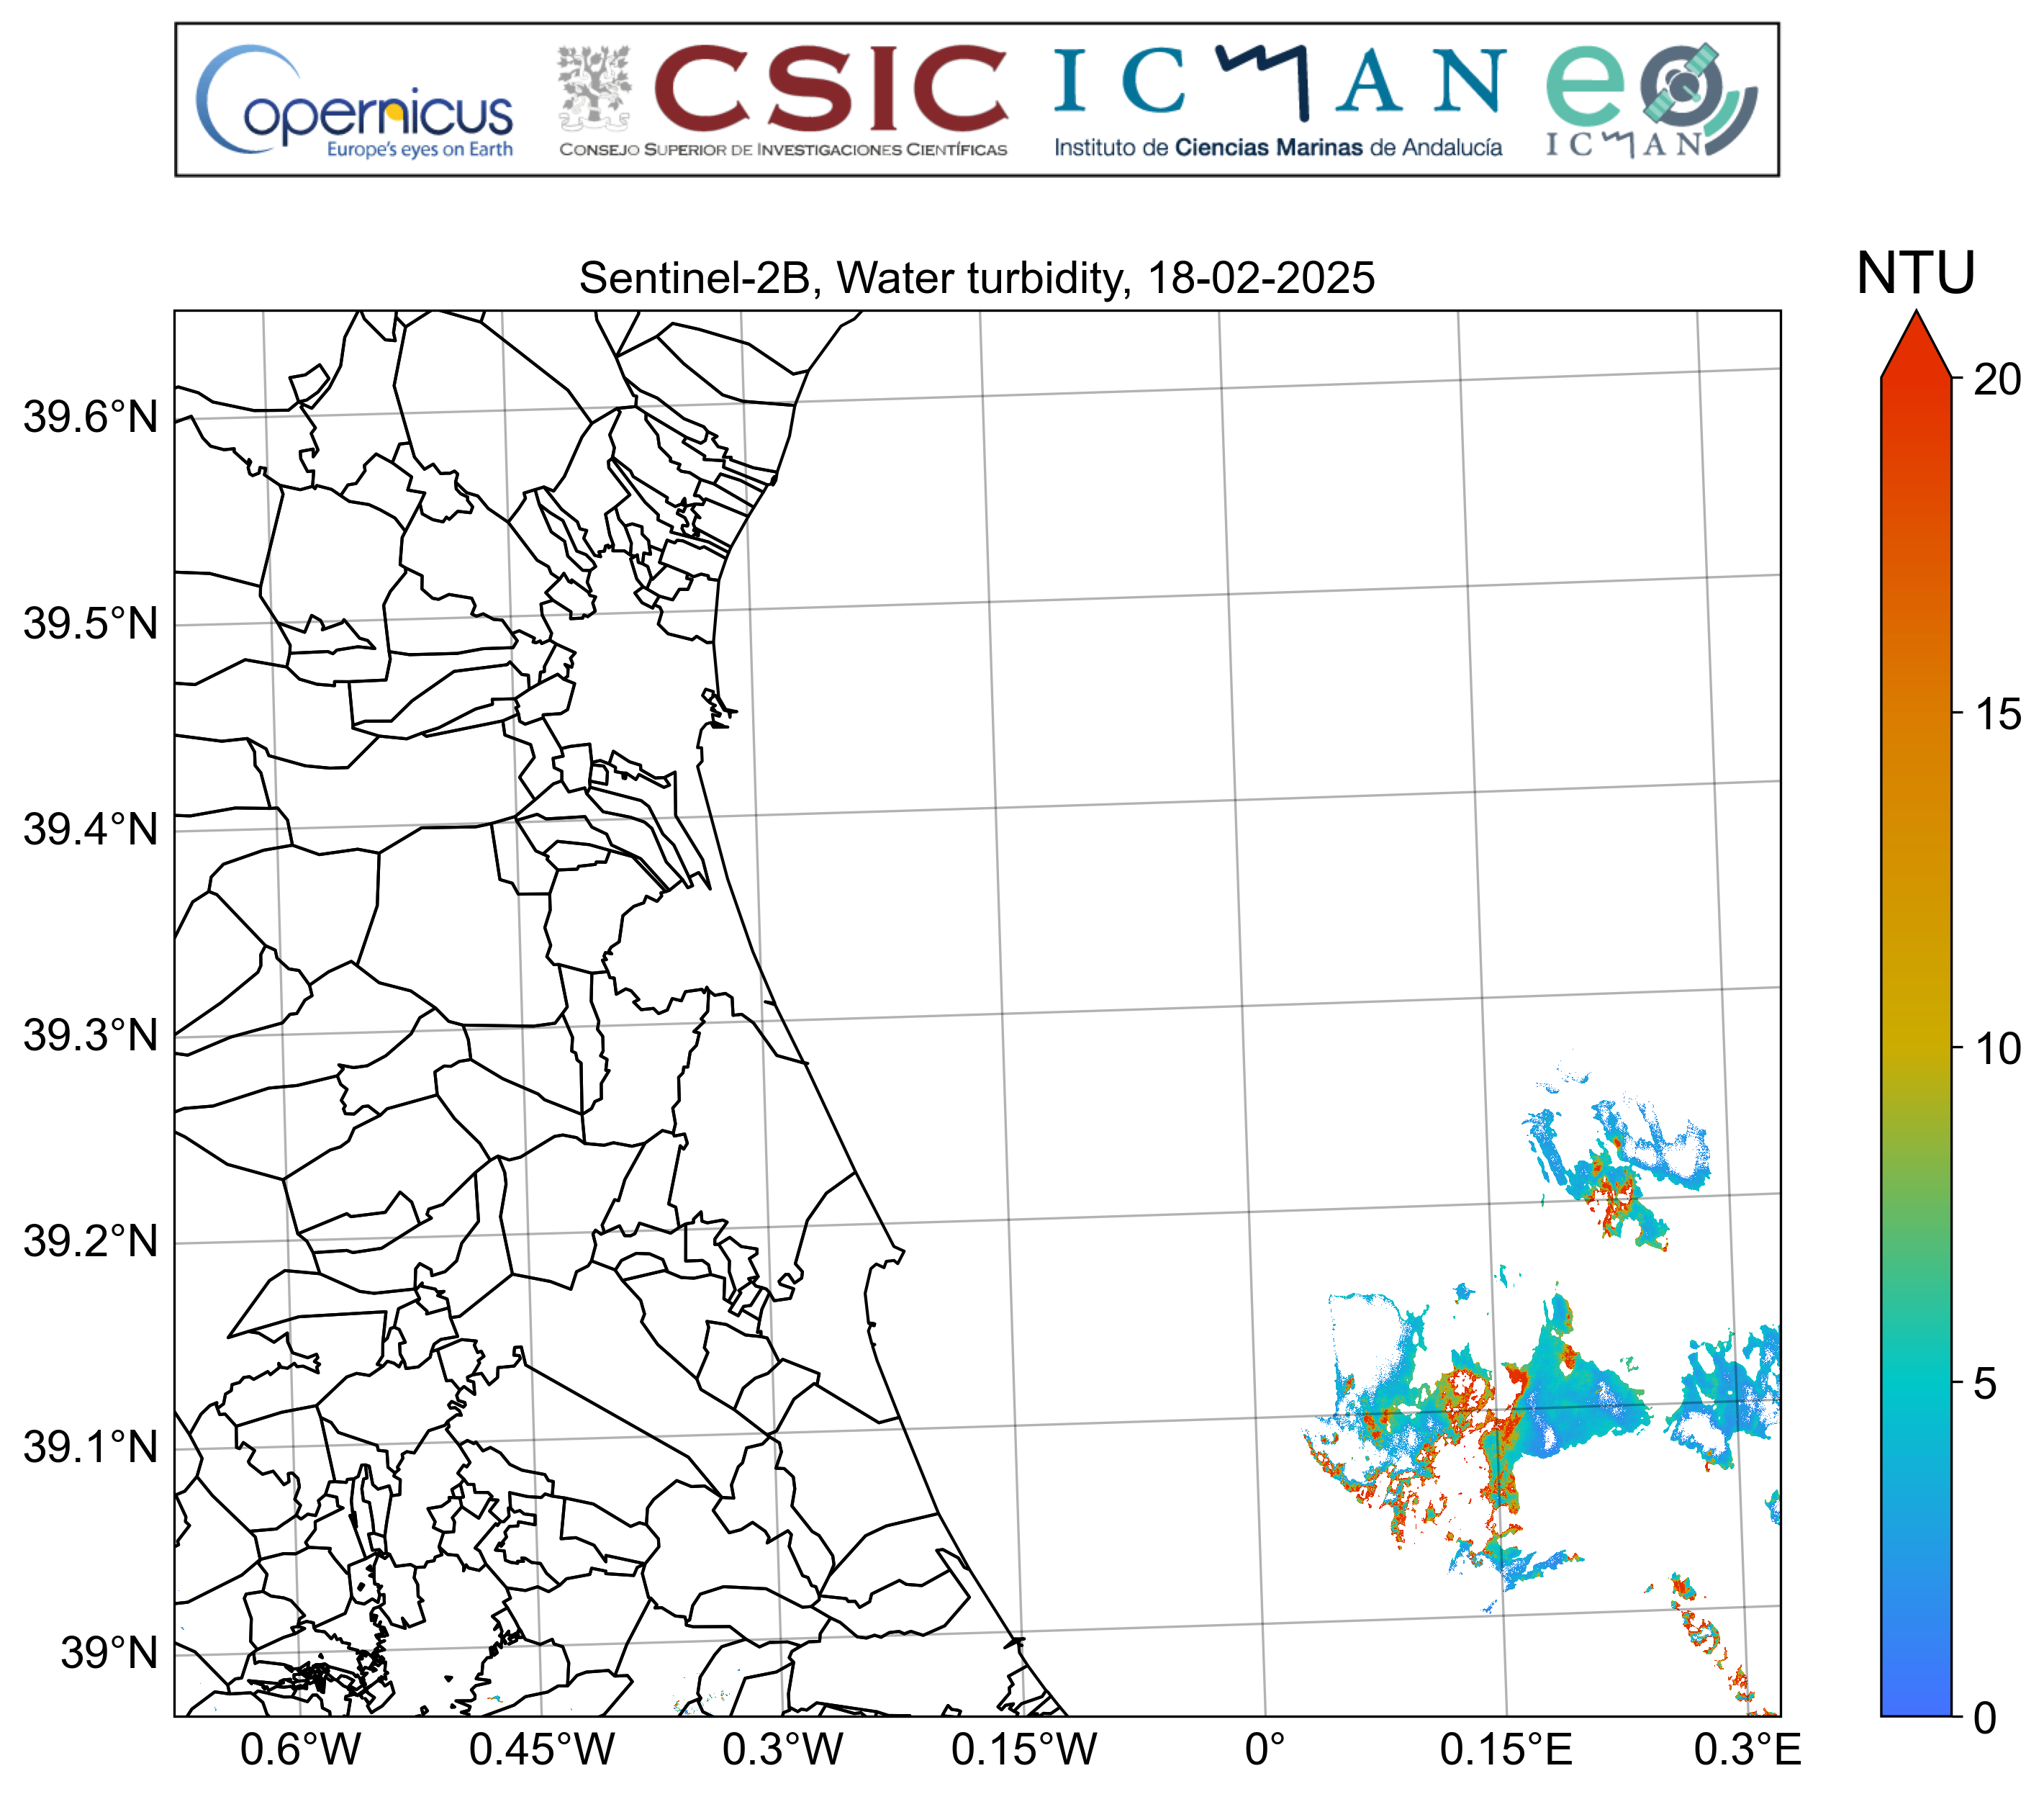 Copernicus
Europe's eyes on Earth
CSIC
CONSEJO SUPERIOR DE INVESTIGACIONES CIENTÍFICAS
ICMAN
Instituto de Ciencias Marinas de Andalucía
eo
ICMAN
Sentinel-2B, Water turbidity, 18-02-2025
NTU
39.6°N
39.5°N
39.4°N
39.3°N
39.2°N
39.1°N
39°N
0.6°W
0.45°W
0.3°W
0.15°W
0°
0.15°E
0.3°E
20
15
10
5
0